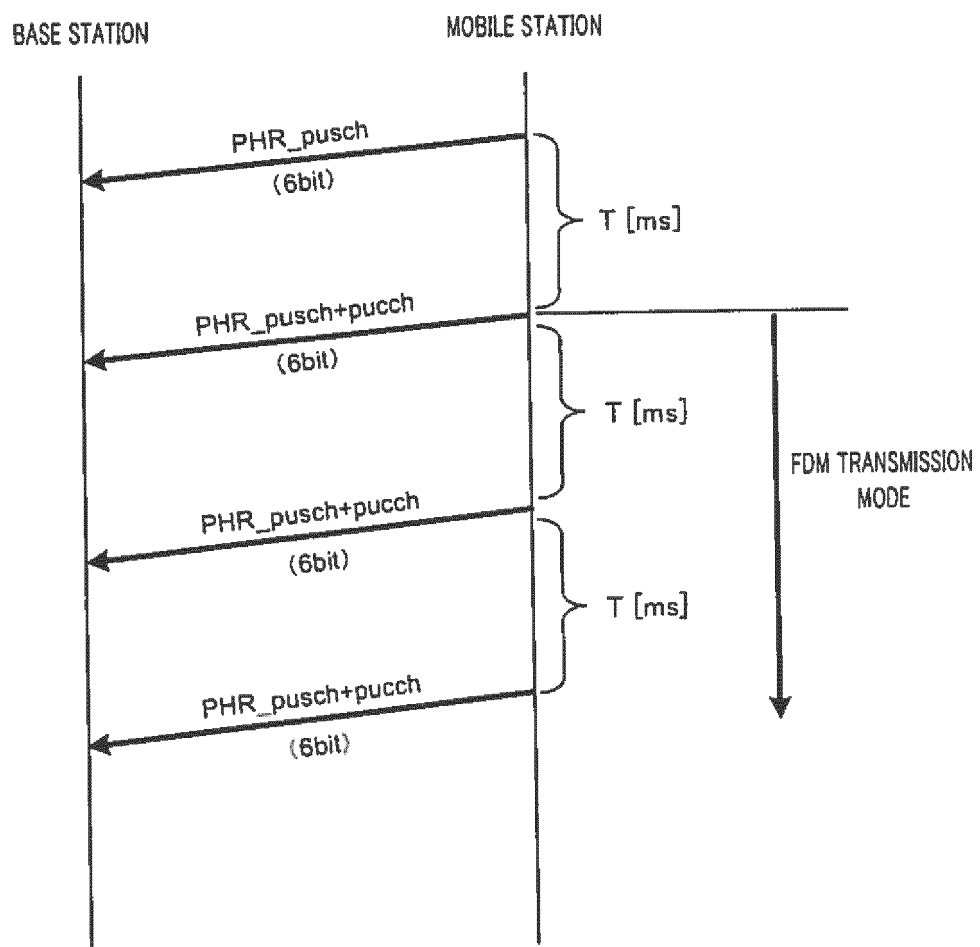 BASE STATION
MOBILE STATION
PHR_pusch
(6bit)
T [ms]
PHR_pusch+pucch
(6bit)
T [ms]
FDM TRANSMISSION
MODE
PHR_pusch+pucch
(6bit)
T [ms]
PHR_pusch+pucch
(6bit)